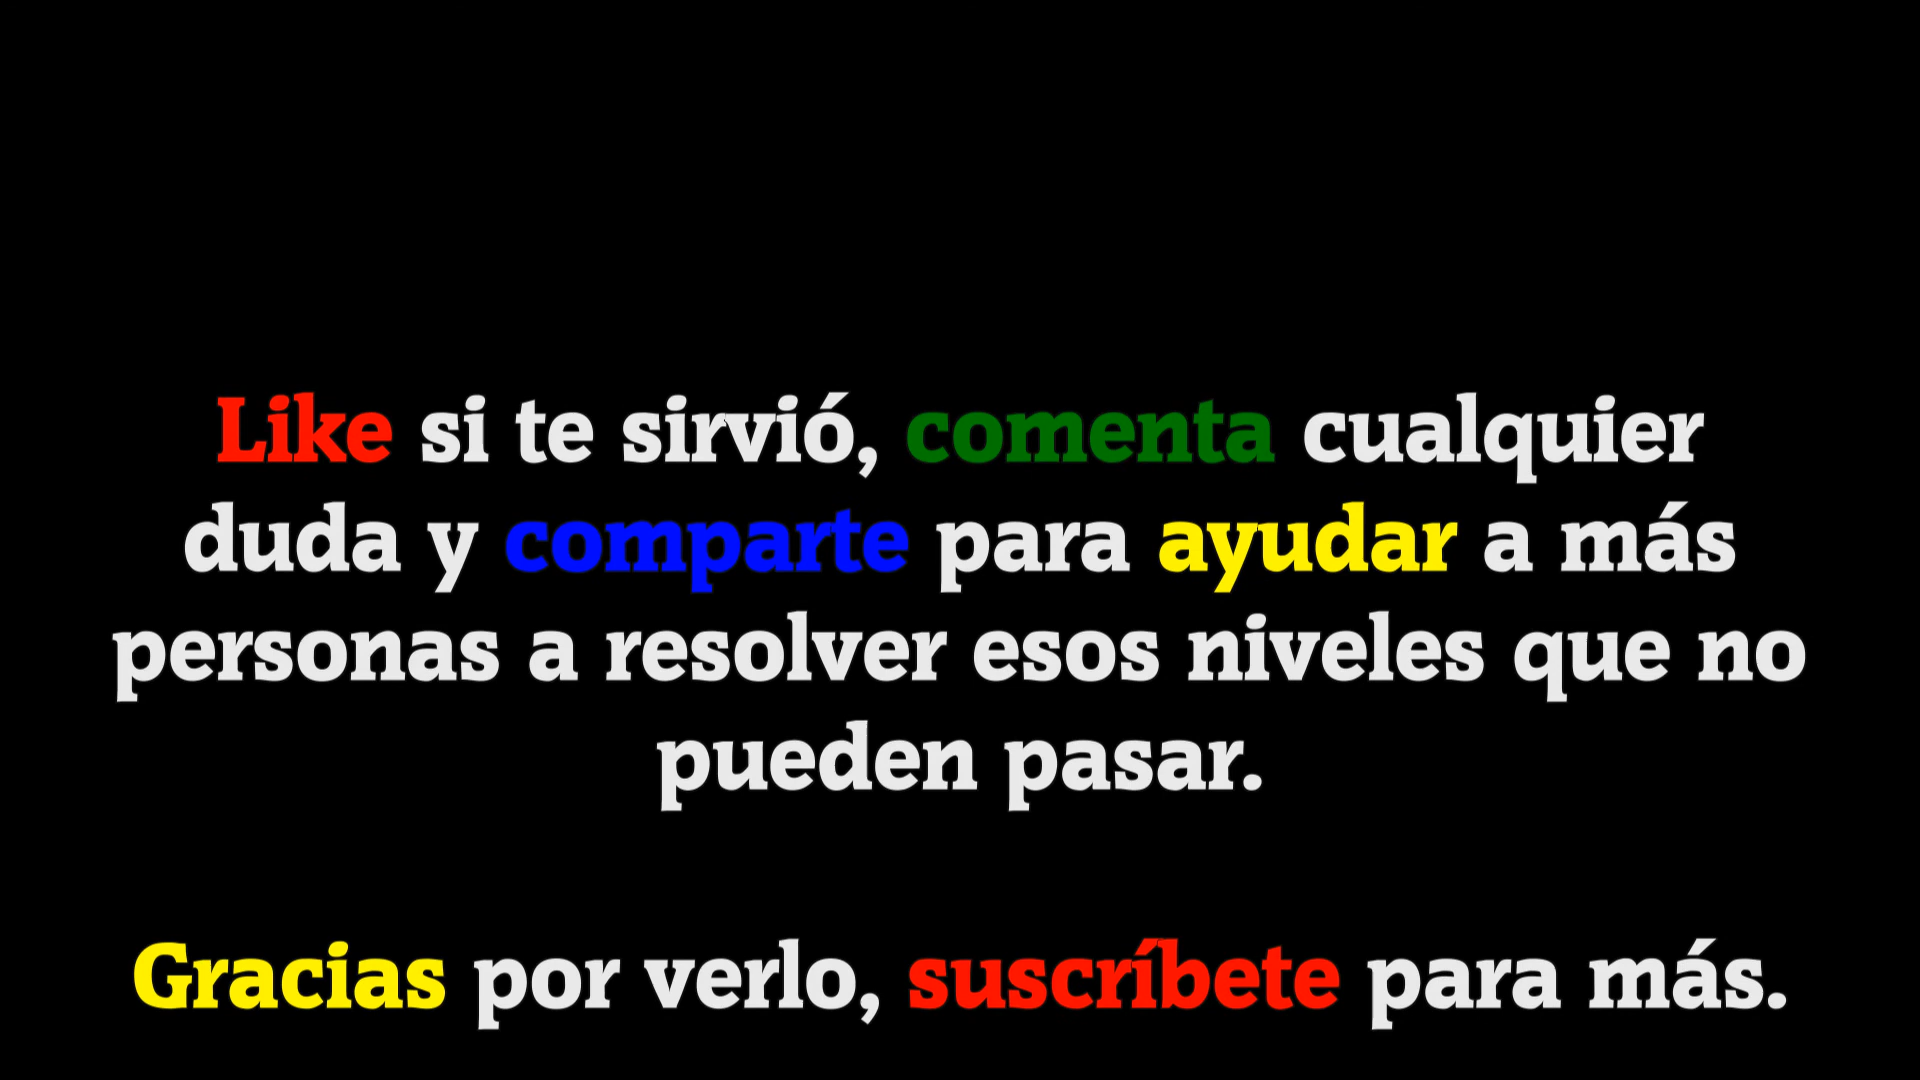 Like si te sirvió, comenta cualquier
duda y comparte para ayudar a más
personas a resolver esos niveles que no
pueden pasar.
Gracias por verlo, suscríbete para más.